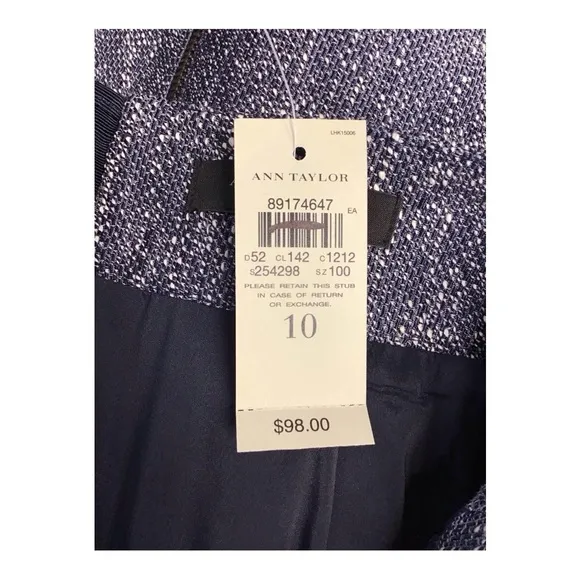 LHK15006
ANN TAYLOR
89174647
EA
D52 CL142 C1212
S254298 SZ100
PLEASE RETAIN THIS STUB
IN CASE OF RETURN
OR EXCHANGE.
10
$98.00